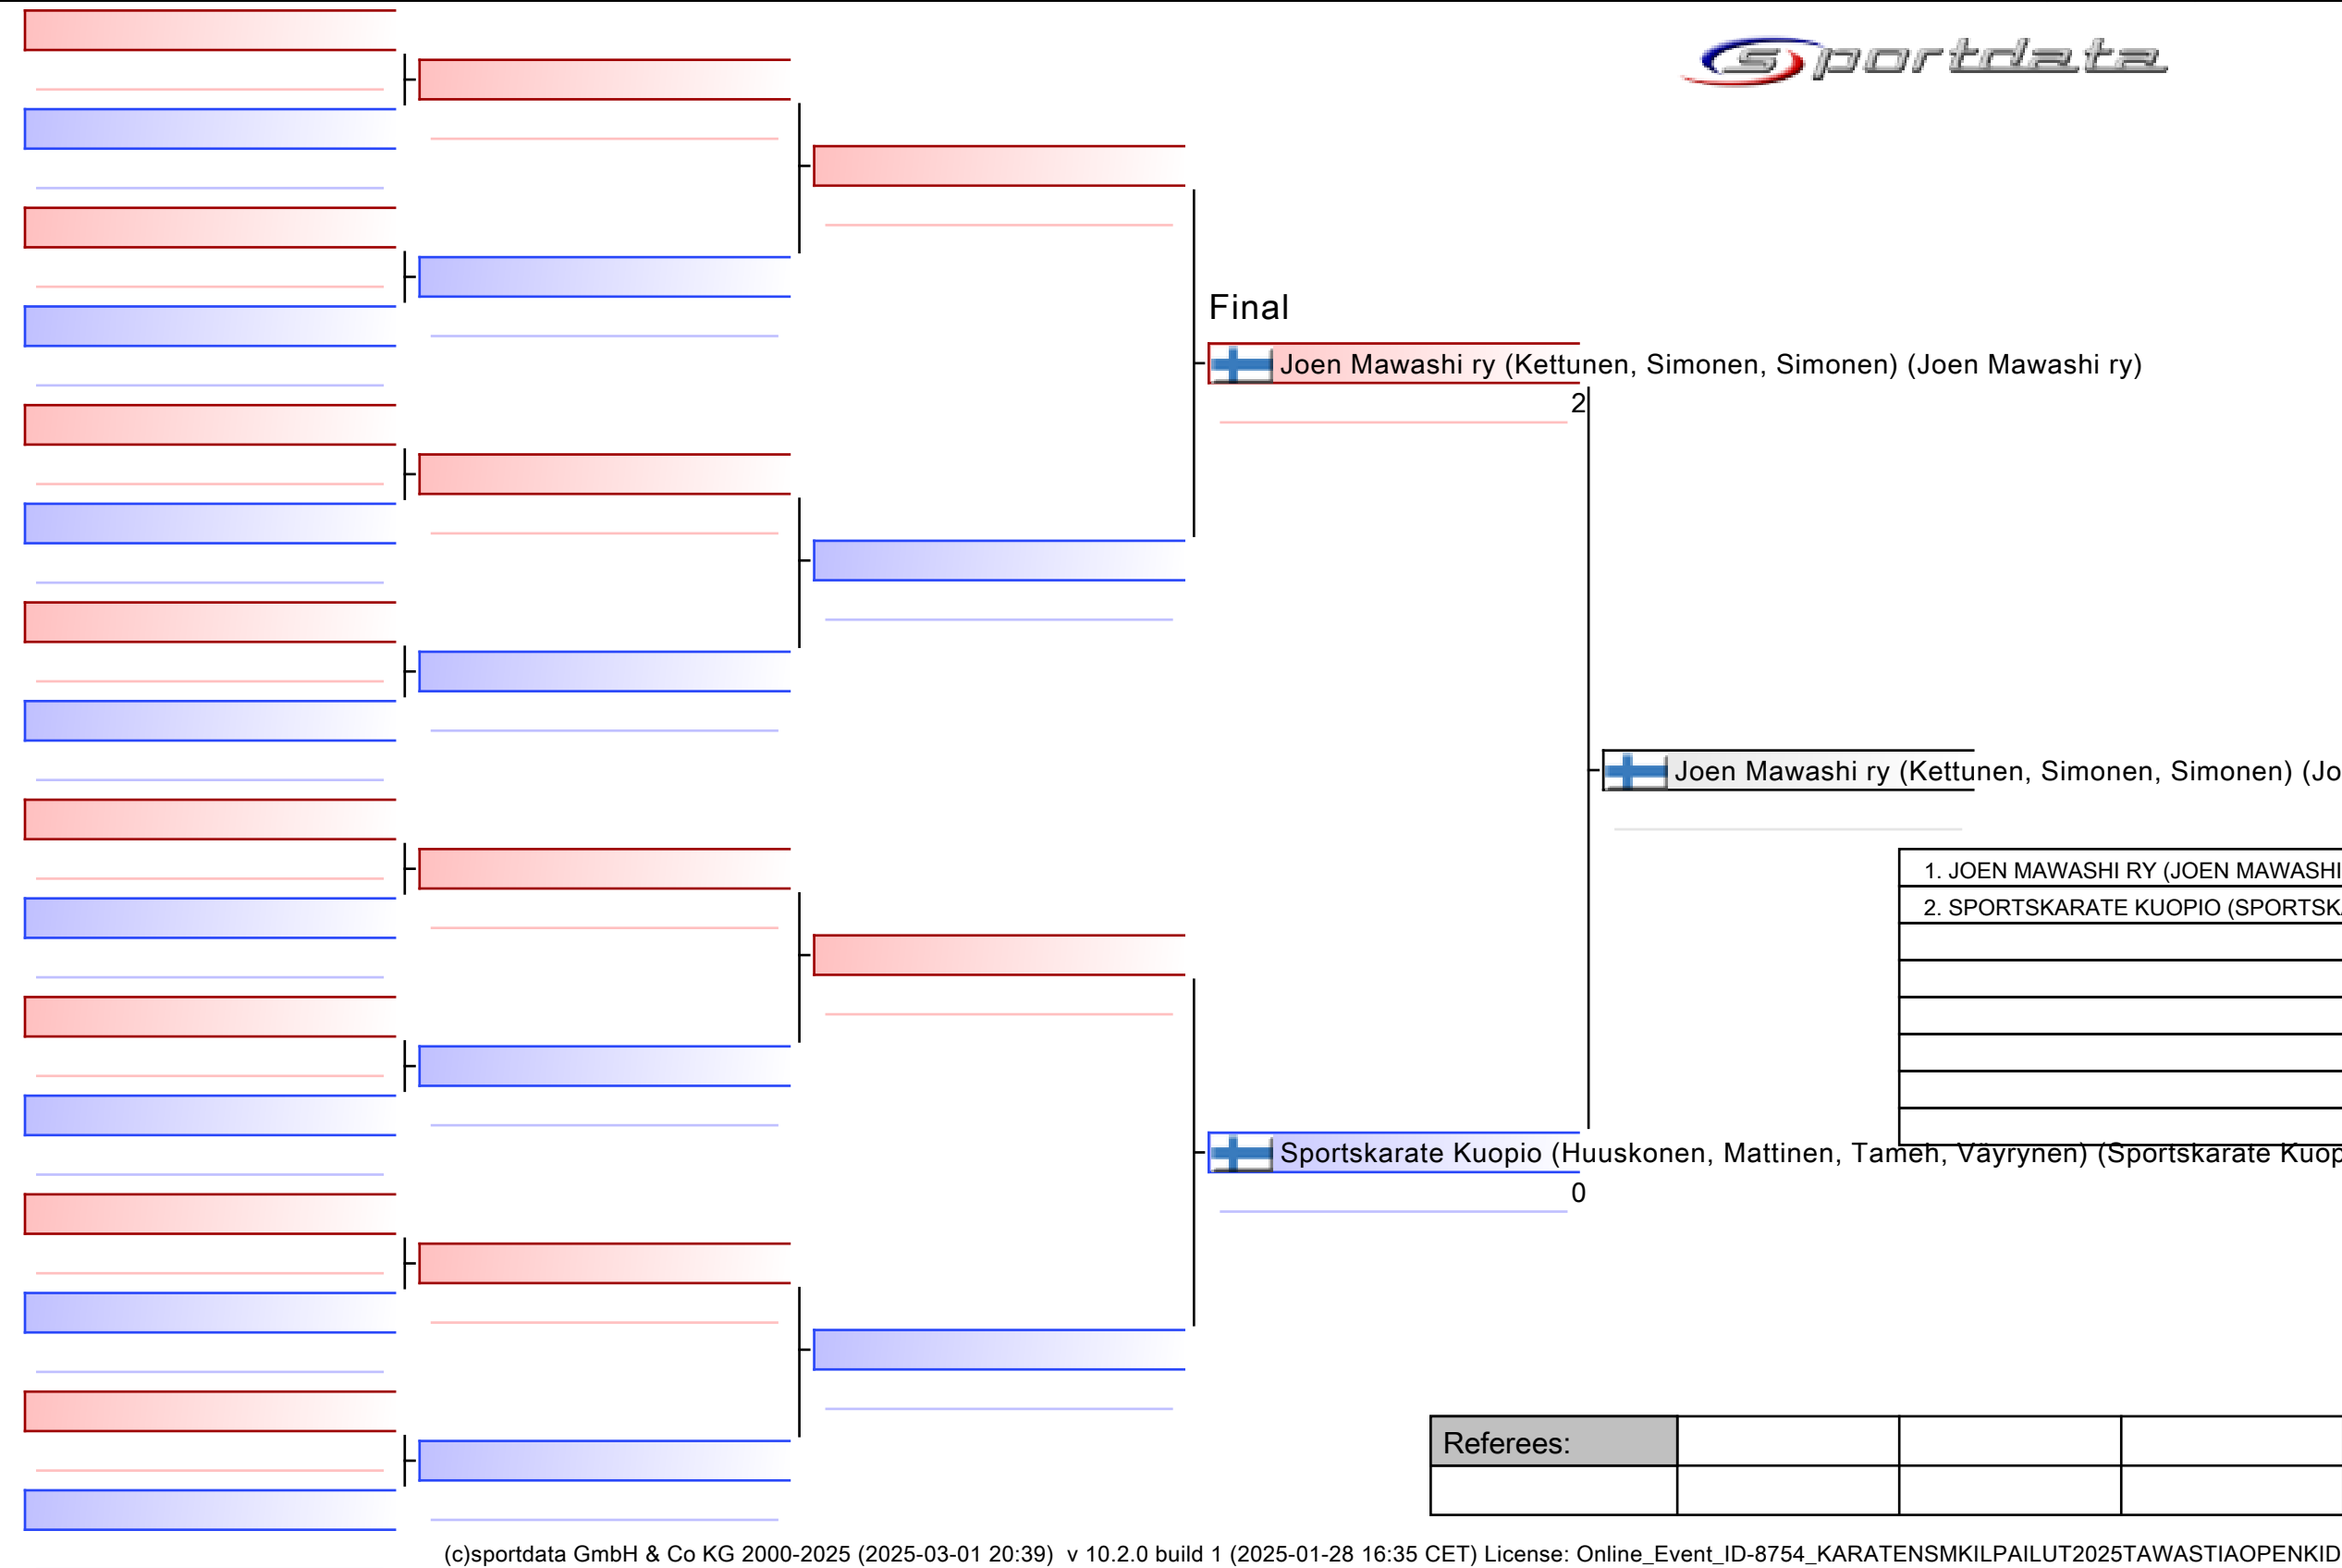 sportdata
Final
Joen Mawashi ry (Kettunen, Simonen, Simonen) (Joen Mawashi ry)
2
Joen Mawashi ry (Kettunen, Simonen, Simonen) (Jo
1. JOEN MAWASHI RY (JOEN MAWASHI
2. SPORTSKARATE KUOPIO (SPORTSK
Sportskarate Kuopio (Huuskonen, Mattinen, Tameh, Väyrynen) (Sportskarate Kuop
0
Referees:
(c)sportdata GmbH & Co KG 2000-2025 (2025-03-01 20:39) v 10.2.0 build 1 (2025-01-28 16:35 CET) License: Online_Event_ID-8754_KARATENSMKILPAILUT2025TAWASTIAOPENKID